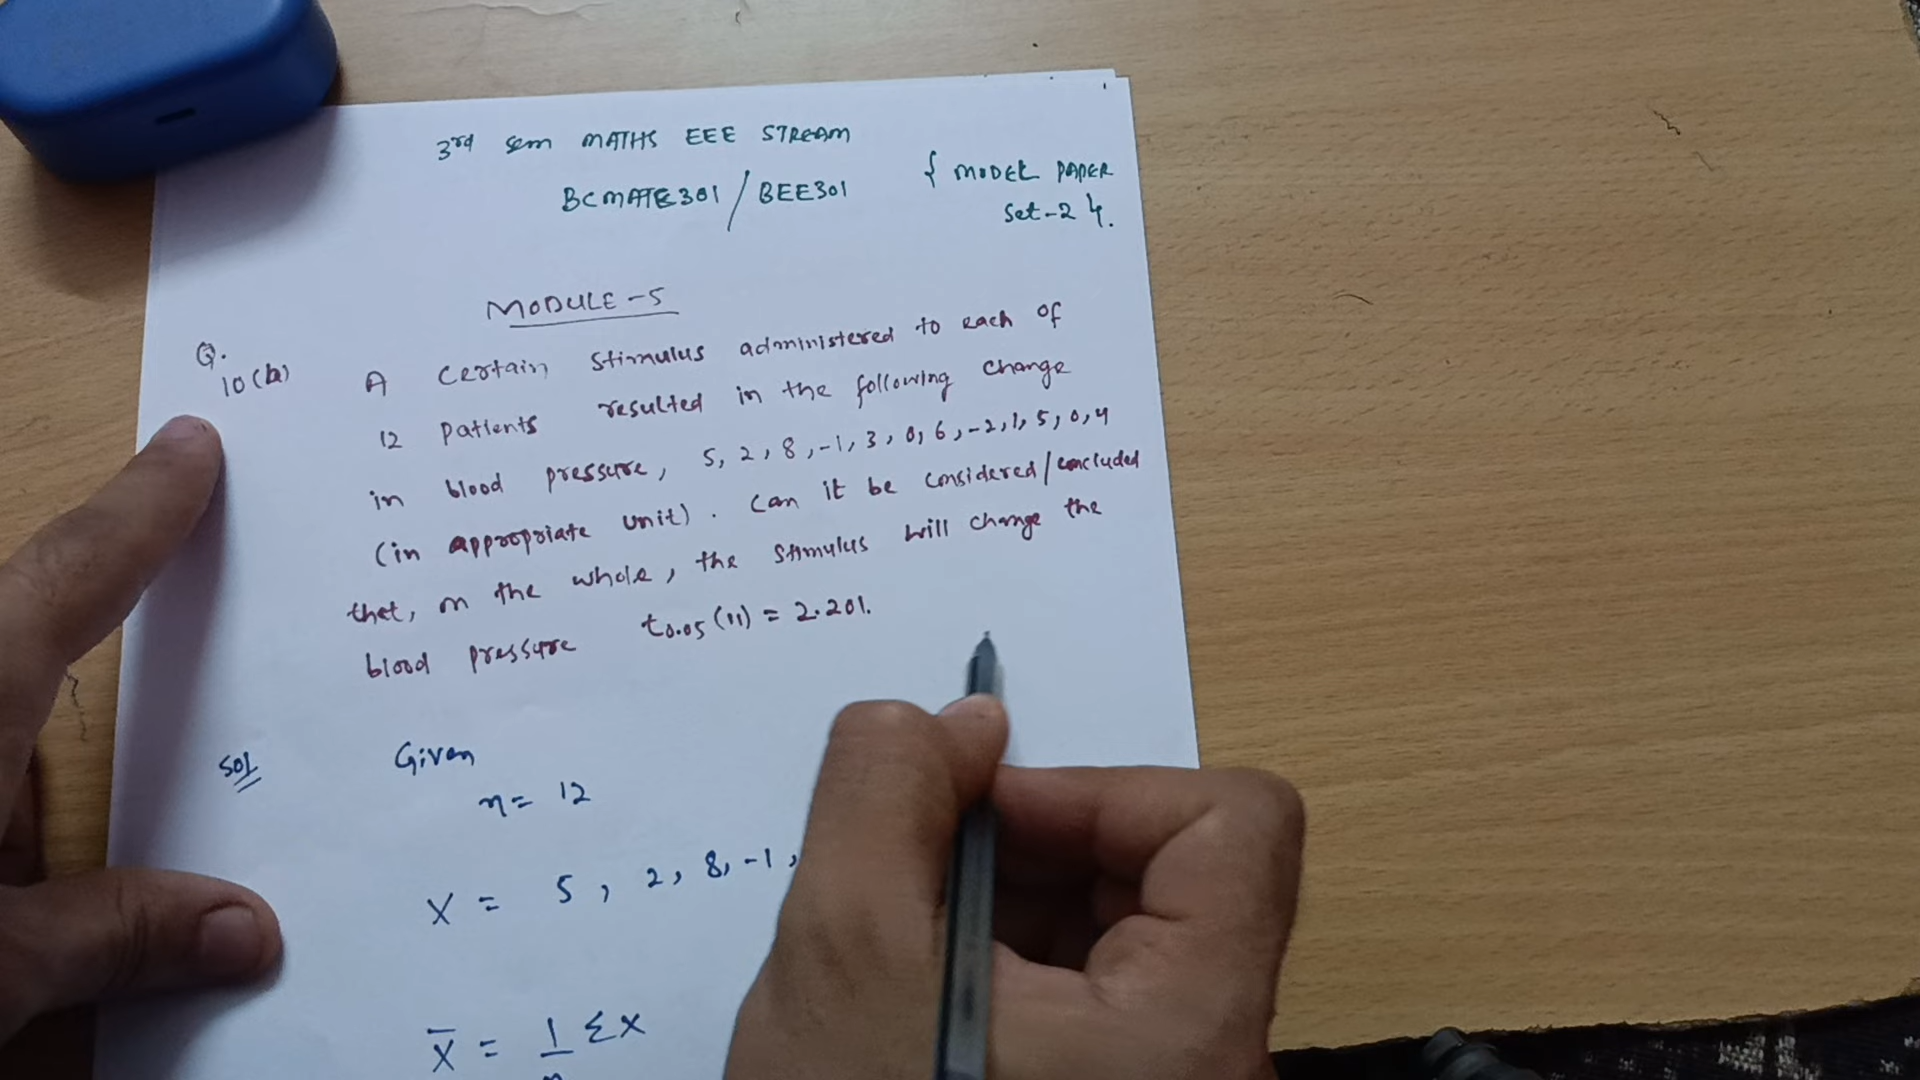 3rd sem MATHS EEE STREAM
BCMATE301 / BEE301
{ MODEL PAPER
Set-2 }.
MODULE-5
Q.
10(b) A certain stimulus administered to each of
12 patients resulted in the following change
in blood pressure, 5, 2, 8, -1, 3, 0, 6, -2, 1, 5, 0, 4
(in appropriate unit). Can it be considered/concluded
that, on the whole, the stimulus will change the
blood pressure t0.05 (11) = 2.201.
Sol Given
n = 12
X = 5, 2, 8, -1,
X̄ = 1 ΣX